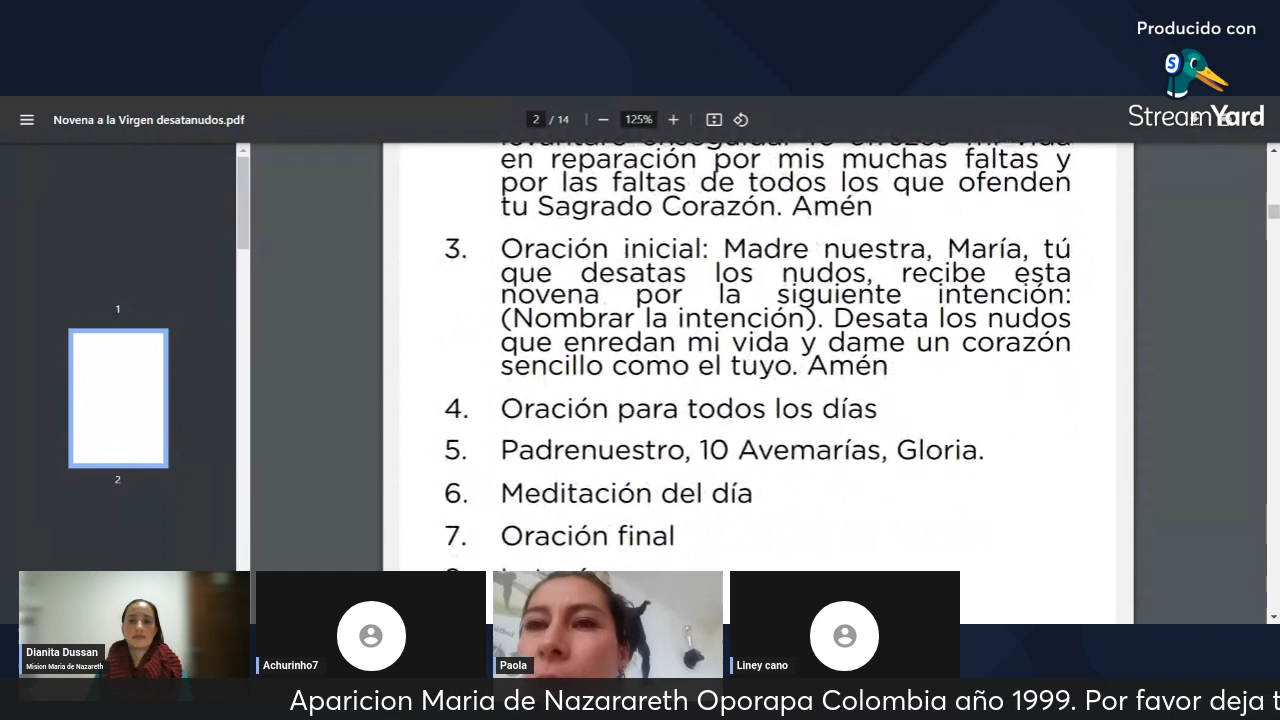 Producido con
StreamYard
Novena a la Virgen desatanudos.pdf
2 / 14
125%
en reparación por mis muchas faltas y
por las faltas de todos los que ofenden
tu Sagrado Corazón. Amén
3. Oración inicial: Madre nuestra, María, tú
que desatas los nudos, recibe esta
novena por la siguiente intención:
(Nombrar la intención). Desata los nudos
que enredan mi vida y dame un corazón
sencillo como el tuyo. Amén
4. Oración para todos los días
5. Padrenuestro, 10 Avemarías, Gloria.
6. Meditación del día
7. Oración final
1
2
Dianita Dussan
Mision Maria de Nazareth
Achurinho7
Paola
Liney cano
Aparicion Maria de Nazarareth Oporapa Colombia año 1999. Por favor deja t